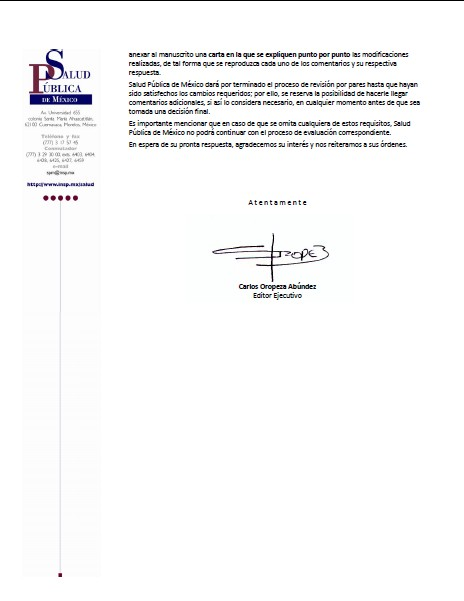 SALUD
PÚBLICA
DE MÉXICO
Av. Universidad 655
colonia Santa María Ahuacatitlán,
62100 Cuernavaca, Morelos, México
Teléfono y fax
(777) 3 17 57 45
Conmutador
(777) 3 29 30 00, exts. 6403, 6404
6408, 6425, 6407, 6459
e-mail
spm@insp.mx
http://www.insp.mx/salud
anexar al manuscrito una carta en la que se expliquen punto por punto las modificaciones
realizadas, de tal forma que se reproduzca cada uno de los comentarios y su respectiva
respuesta.
Salud Pública de México dará por terminado el proceso de revisión por pares hasta que hayan
sido satisfechos los cambios requeridos; por ello, se reserva la posibilidad de hacerle llegar
comentarios adicionales, si así lo considera necesario, en cualquier momento antes de que sea
tomada una decisión final.
Es importante mencionar que en caso de que se omita cualquiera de estos requisitos, Salud
Pública de México no podrá continuar con el proceso de evaluación correspondiente.
En espera de su pronta respuesta, agradecemos su interés y nos reiteramos a sus órdenes.
Atentamente
Carlos Oropeza Abúndez
Editor Ejecutivo